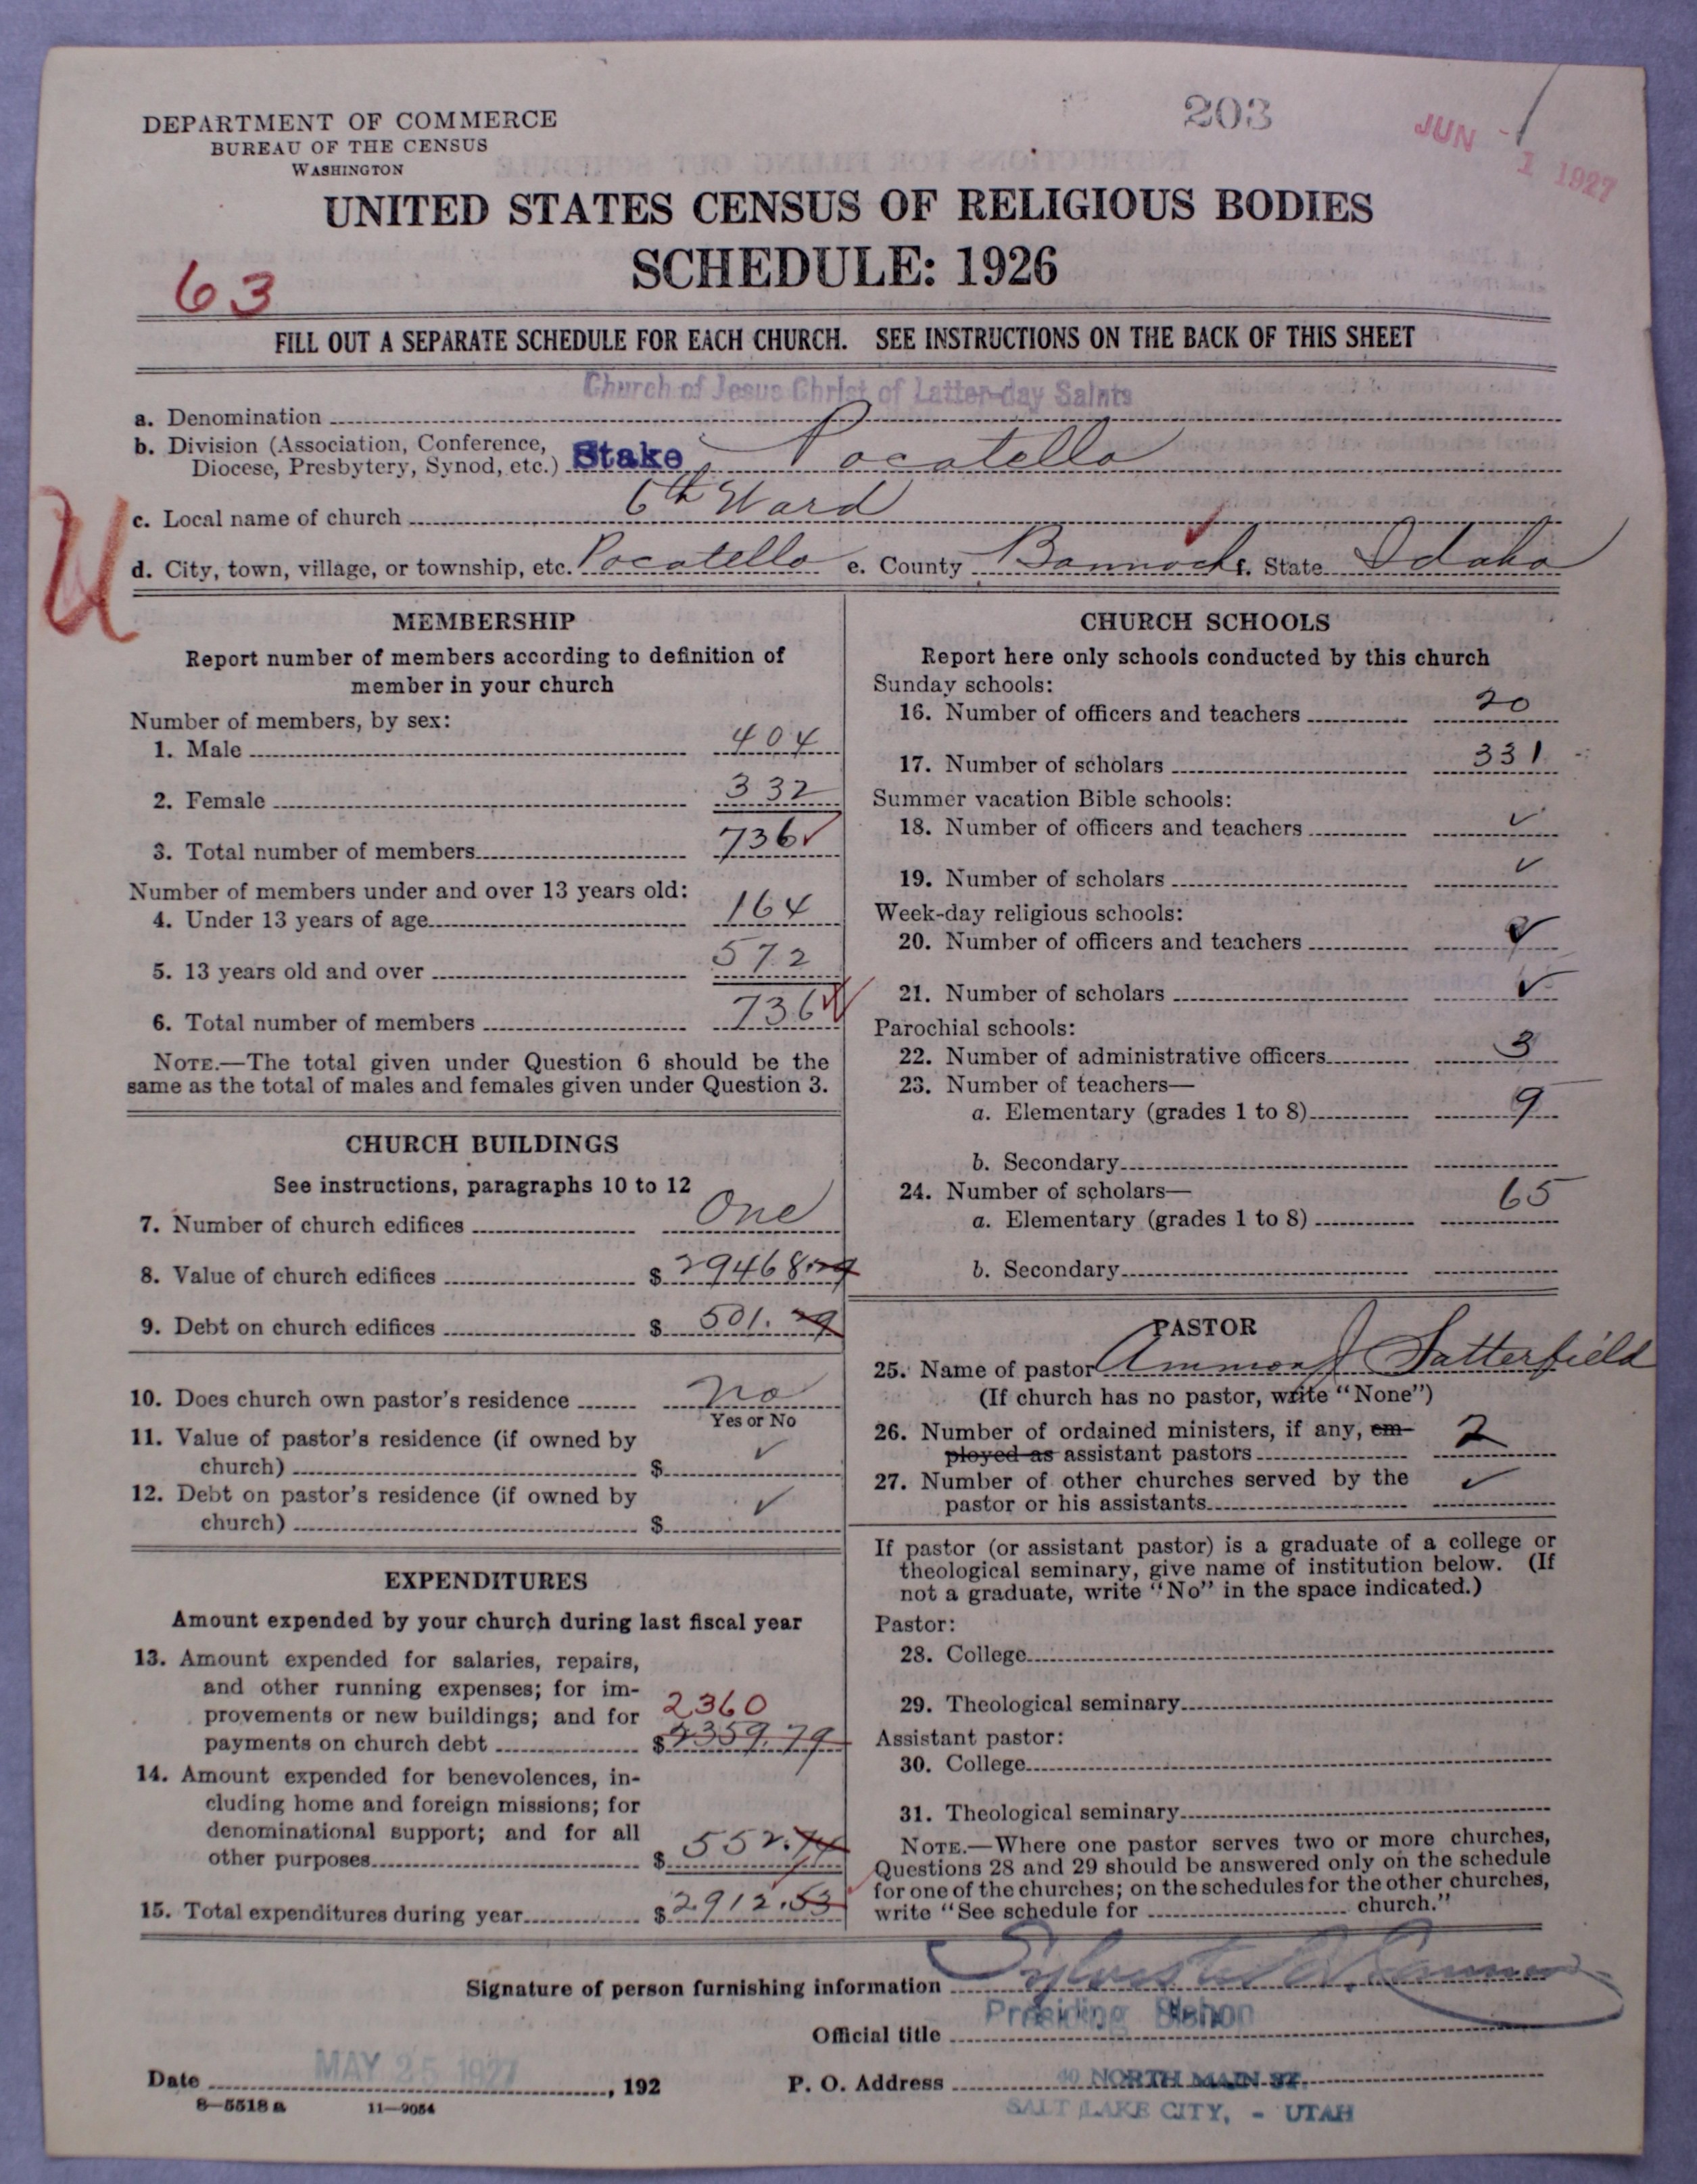 203
JUN - 1 1927
DEPARTMENT OF COMMERCE
BUREAU OF THE CENSUS
WASHINGTON
UNITED STATES CENSUS OF RELIGIOUS BODIES
SCHEDULE: 1926
63
FILL OUT A SEPARATE SCHEDULE FOR EACH CHURCH. SEE INSTRUCTIONS ON THE BACK OF THIS SHEET
a. Denomination Church of Jesus Christ of Latter-day Saints
b. Division (Association, Conference,
Diocese, Presbytery, Synod, etc.) Stake Pocatello
U
c. Local name of church 6th Ward
d. City, town, village, or township, etc. Pocatello e. County Bannock f. State Idaho
MEMBERSHIP
Report number of members according to definition of
member in your church
Number of members, by sex:
1. Male 404
2. Female 332
3. Total number of members 736 ✓
Number of members under and over 13 years old:
4. Under 13 years of age 164
5. 13 years old and over 572
6. Total number of members 736 ✓
NOTE.—The total given under Question 6 should be the
same as the total of males and females given under Question 3.
CHURCH BUILDINGS
See instructions, paragraphs 10 to 12
7. Number of church edifices One
8. Value of church edifices $ 29468.29
9. Debt on church edifices $ 501.29
10. Does church own pastor's residence No
Yes or No
11. Value of pastor's residence (if owned by
church) $ ✓
12. Debt on pastor's residence (if owned by
church) $ ✓
EXPENDITURES
Amount expended by your church during last fiscal year
13. Amount expended for salaries, repairs,
and other running expenses; for im-
provements or new buildings; and for 2360
payments on church debt $ 2359.79
14. Amount expended for benevolences, in-
cluding home and foreign missions; for
denominational support; and for all
other purposes $ 552.74
15. Total expenditures during year $ 2912.53
CHURCH SCHOOLS
Report here only schools conducted by this church
Sunday schools:
16. Number of officers and teachers 20
17. Number of scholars 331
Summer vacation Bible schools:
18. Number of officers and teachers ✓
19. Number of scholars ✓
Week-day religious schools:
20. Number of officers and teachers ✓
21. Number of scholars ✓
Parochial schools:
22. Number of administrative officers 3
23. Number of teachers—
a. Elementary (grades 1 to 8) 9
b. Secondary
24. Number of scholars—
a. Elementary (grades 1 to 8) 65
b. Secondary
PASTOR
25. Name of pastor Ammon J Satterfield
(If church has no pastor, write "None")
26. Number of ordained ministers, if any, em-
ployed as assistant pastors 2
27. Number of other churches served by the
pastor or his assistants ✓
If pastor (or assistant pastor) is a graduate of a college or
theological seminary, give name of institution below. (If
not a graduate, write "No" in the space indicated.)
Pastor:
28. College
29. Theological seminary
Assistant pastor:
30. College
31. Theological seminary
NOTE.—Where one pastor serves two or more churches,
Questions 28 and 29 should be answered only on the schedule
for one of the churches; on the schedules for the other churches,
write "See schedule for church."
Signature of person furnishing information Sylvester Q. Cannon
Official title Presiding Bishop
Date MAY 25 1927, 192
P. O. Address 40 NORTH MAIN ST.
SALT LAKE CITY, - UTAH
8—5518 a 11—9054